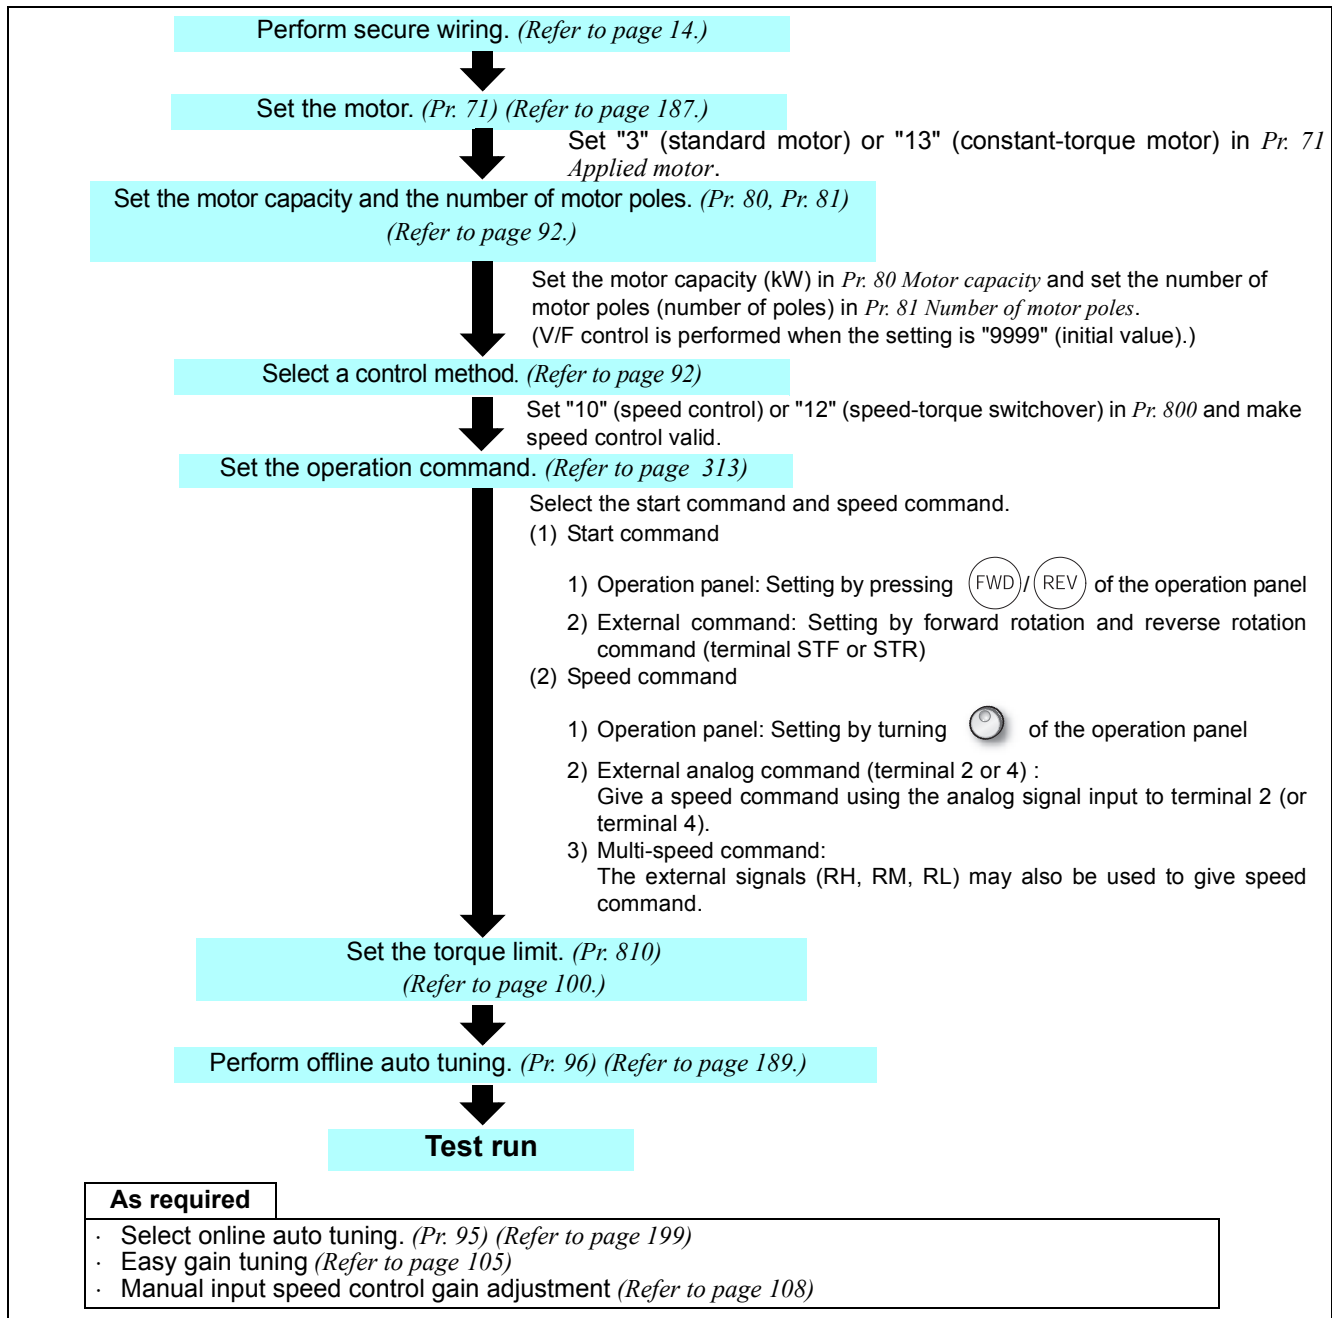 Perform secure wiring. (Refer to page 14.)
Set the motor. (Pr. 71) (Refer to page 187.)
Set "3" (standard motor) or "13" (constant-torque motor) in Pr. 71
Applied motor.
Set the motor capacity and the number of motor poles. (Pr. 80, Pr. 81)
(Refer to page 92.)
Set the motor capacity (kW) in Pr. 80 Motor capacity and set the number of
motor poles (number of poles) in Pr. 81 Number of motor poles.
(V/F control is performed when the setting is "9999" (initial value).)
Select a control method. (Refer to page 92)
Set "10" (speed control) or "12" (speed-torque switchover) in Pr. 800 and make
speed control valid.
Set the operation command. (Refer to page 313)
Select the start command and speed command.
(1) Start command
1) Operation panel: Setting by pressing FWD / REV of the operation panel
2) External command: Setting by forward rotation and reverse rotation
command (terminal STF or STR)
(2) Speed command
1) Operation panel: Setting by turning of the operation panel
2) External analog command (terminal 2 or 4) :
Give a speed command using the analog signal input to terminal 2 (or
terminal 4).
3) Multi-speed command:
The external signals (RH, RM, RL) may also be used to give speed
command.
Set the torque limit. (Pr. 810)
(Refer to page 100.)
Perform offline auto tuning. (Pr. 96) (Refer to page 189.)
Test run
As required
· Select online auto tuning. (Pr. 95) (Refer to page 199)
· Easy gain tuning (Refer to page 105)
· Manual input speed control gain adjustment (Refer to page 108)